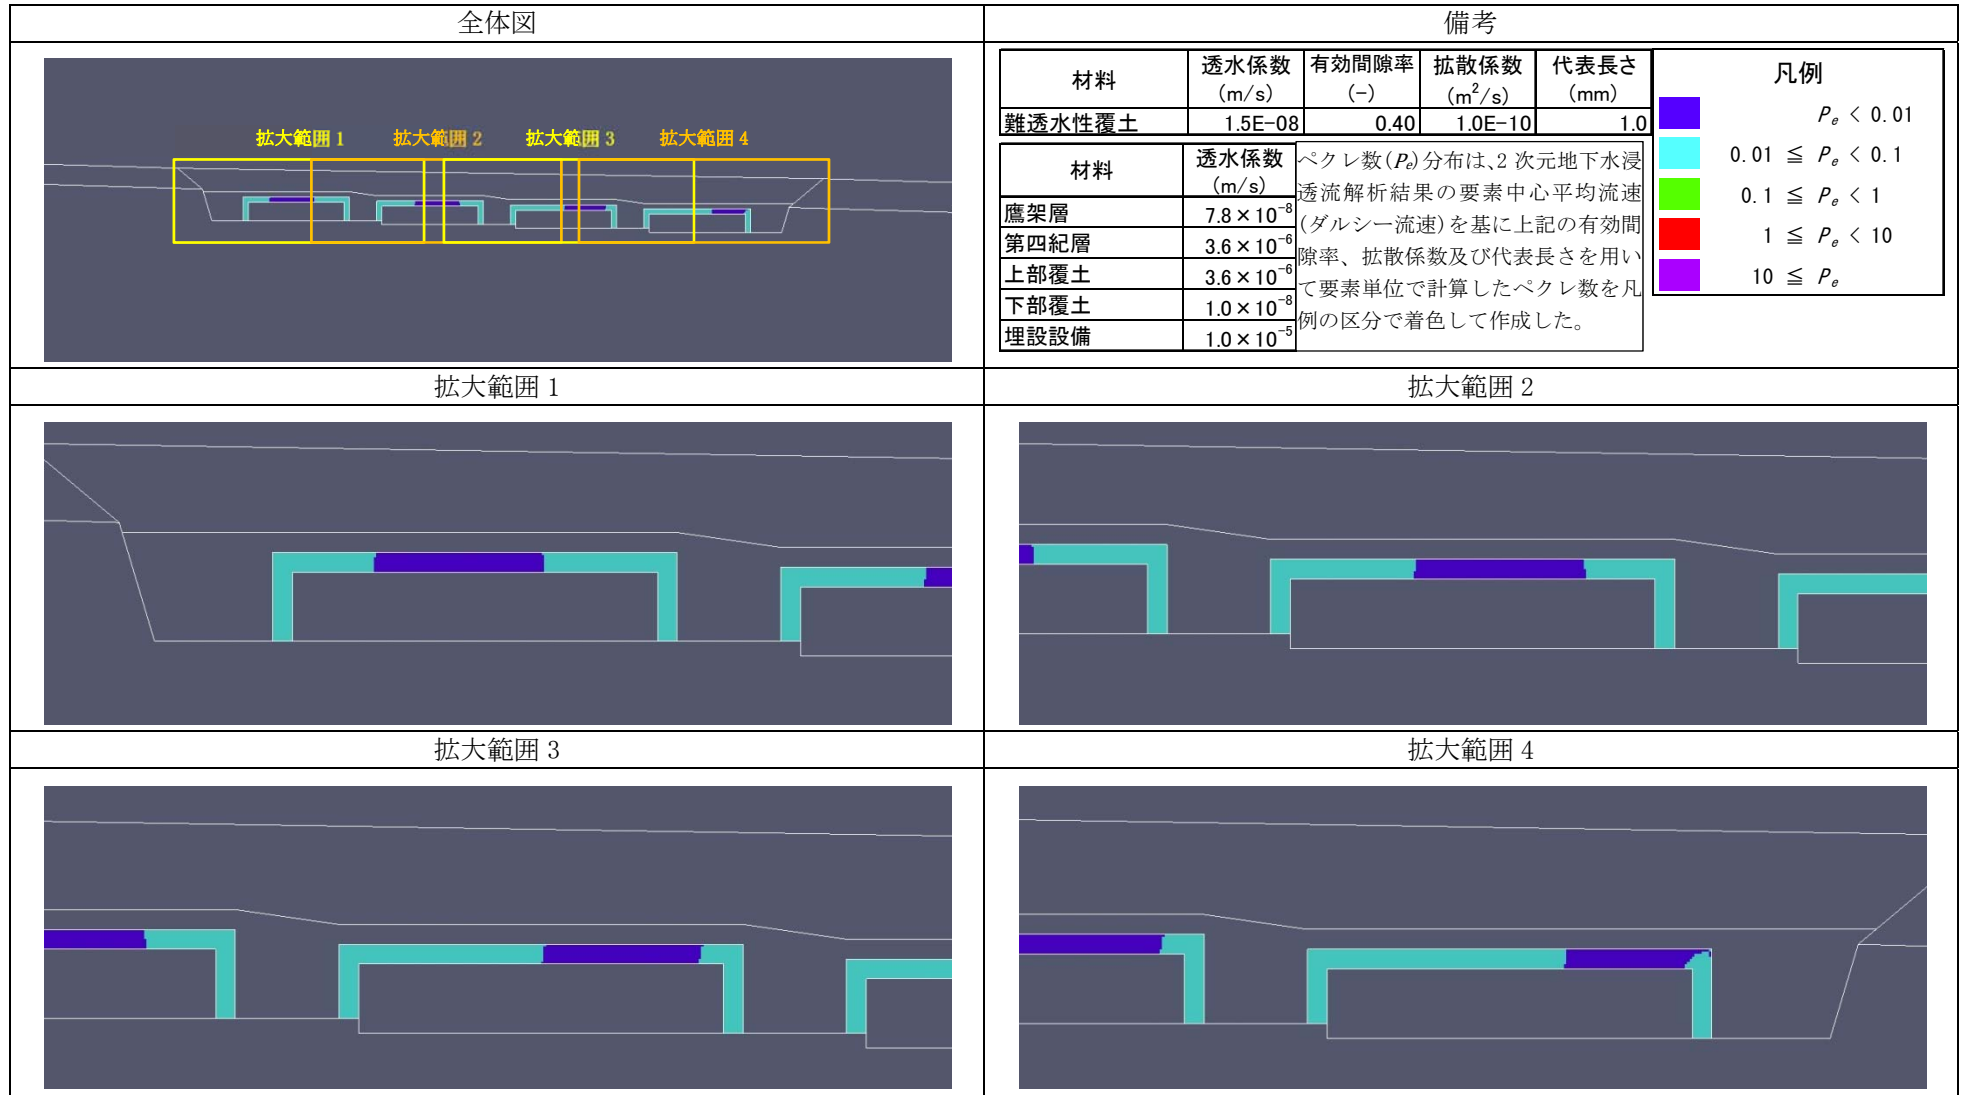 全体図
拡大範囲 1
拡大範囲 2
拡大範囲 3
拡大範囲 4
備考
材料 透水係数 (m/s) 有効間隙率 (-) 拡散係数 (m²/s) 代表長さ (mm)
難透水性覆土 1.5E-08 0.40 1.0E-10 1.0
材料 透水係数 (m/s)
鷹架層 7.8×10⁻⁸
第四紀層 3.6×10⁻⁶
上部覆土 3.6×10⁻⁶
下部覆土 1.0×10⁻⁸
埋設設備 1.0×10⁻⁵
ペクレ数(Pe)分布は、2 次元地下水浸
透流解析結果の要素中心平均流速
(ダルシー流速)を基に上記の有効間
隙率、拡散係数及び代表長さを用い
て要素単位で計算したペクレ数を凡
例の区分で着色して作成した。
凡例
Pe < 0.01
0.01 ≦ Pe < 0.1
0.1 ≦ Pe < 1
1 ≦ Pe < 10
10 ≦ Pe
拡大範囲 1
拡大範囲 2
拡大範囲 3
拡大範囲 4